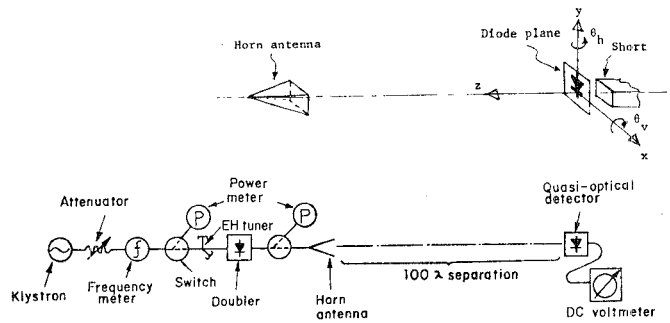 y
Horn antenna
Diode plane
θh
Short
z
θv
x
Attenuator
Power
meter
P
P
EH tuner
Quasi-optical
detector
f
Klystron
Frequency
meter
Switch
Doubler
Horn
antenna
100 λ separation
DC voltmeter